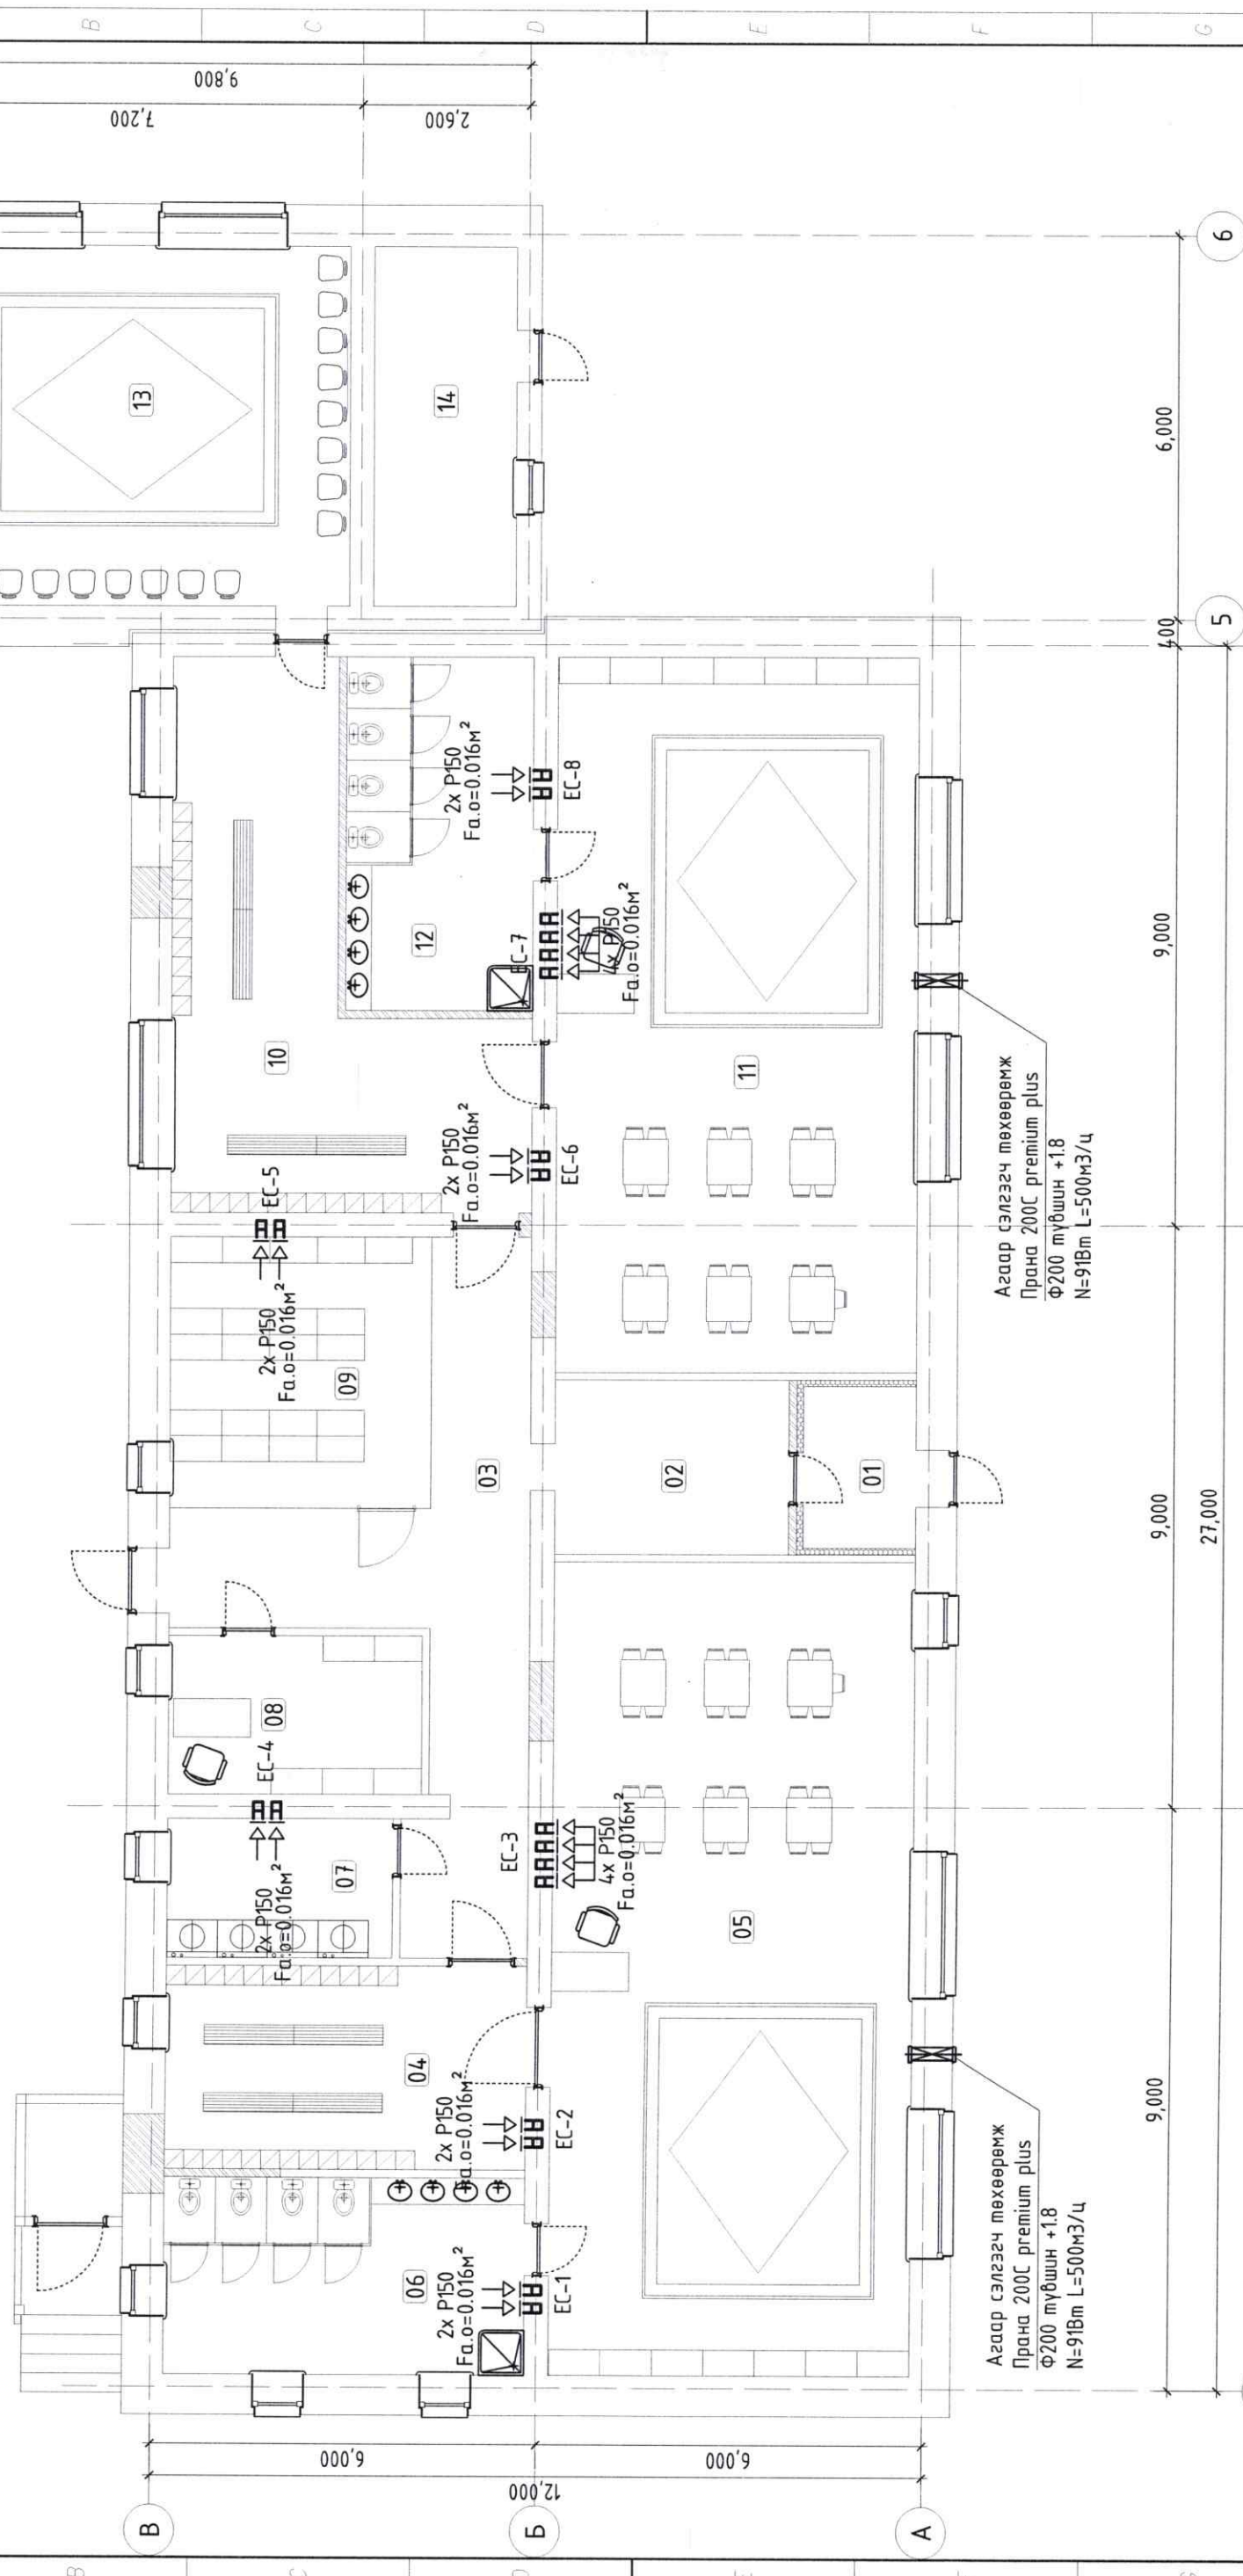 B
C
D
E
F
G
9,800
7,200
2,600
13
14
6
5
6,000
400
9,000
9,000
9,000
27,000
10
12
2x P150
Fa.o=0.016м²
EC-8
EC-7
4x P150
Fa.o=0.016м²
11
EC-5
2x P150
Fa.o=0.016м²
EC-6
2x P150
Fa.o=0.016м²
09
03
02
01
Агаар сэлгэгч төхөөрөмж
Прана 200С premium plus
Ф200 түвшин +1.8
N=91Вт L=500м3/ц
08
EC-4
2x P150
Fa.o=0.016м²
07
EC-3
4x P150
Fa.o=0.016м²
05
04
2x P150
Fa.o=0.016м²
EC-2
06
2x P150
Fa.o=0.016м²
EC-1
Агаар сэлгэгч төхөөрөмж
Прана 200С premium plus
Ф200 түвшин +1.8
N=91Вт L=500м3/ц
6,000
6,000
12,000
В
Б
А
B
C
D
E